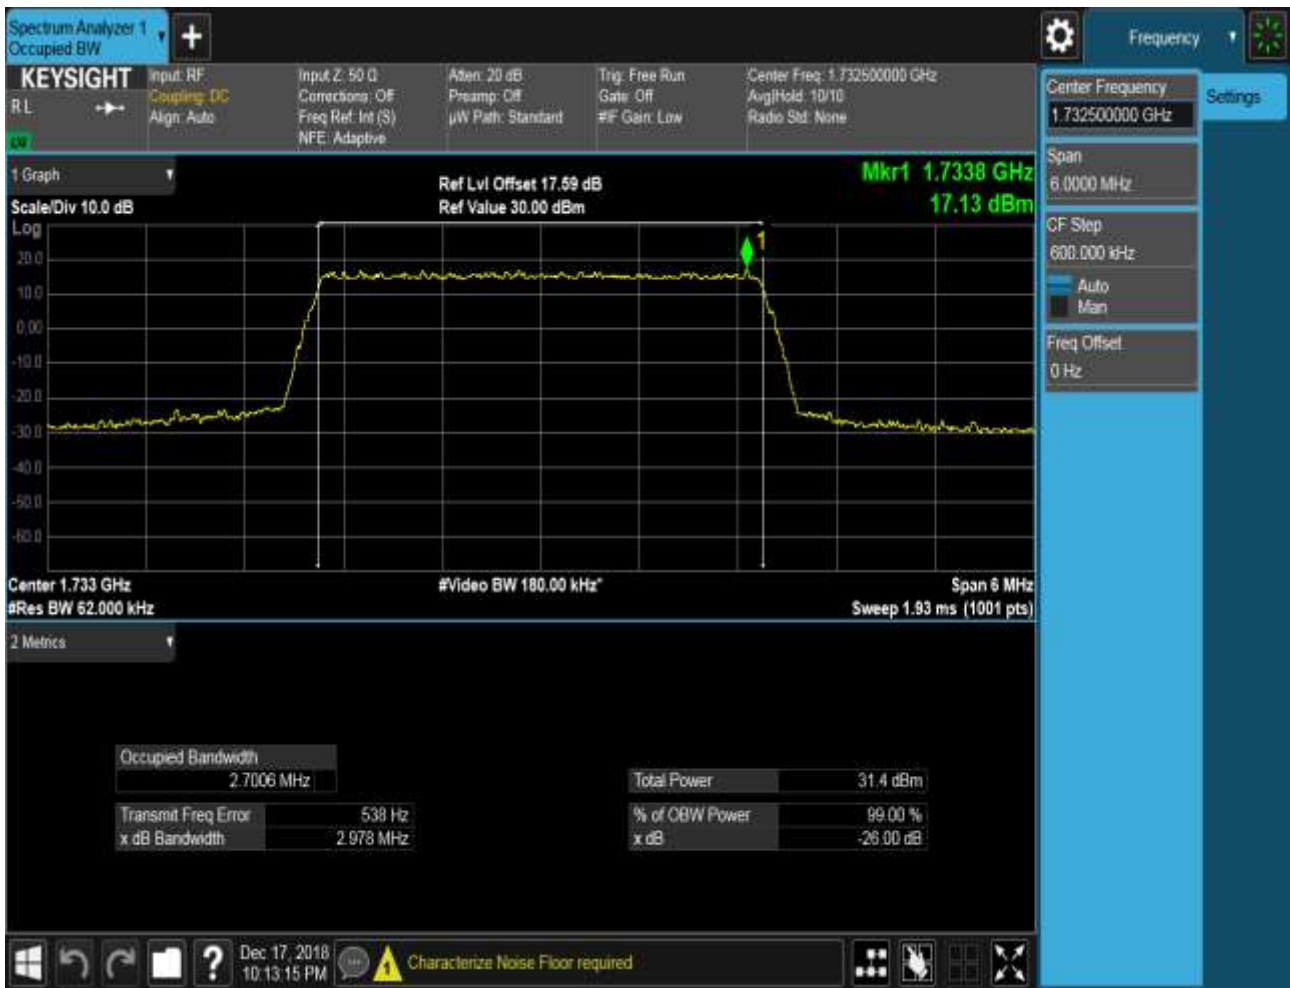 Spectrum Analyzer 1
Occupied BW
Frequency
KEYSIGHT
R L
Input: RF
Coupling: DC
Align: Auto
Input Z: 50 Ω
Corrections: Off
Freq Ref: Int (S)
NFE: Adaptive
Atten: 20 dB
Preamp: Off
µW Path: Standard
Trig: Free Run
Gate: Off
#IF Gain: Low
Center Freq: 1.732500000 GHz
Avg|Hold: 10/10
Radio Std: None
Center Frequency
1.732500000 GHz
Settings
Span
6.0000 MHz
CF Step
600.000 kHz
Auto
Man
Freq Offset
0 Hz
1 Graph
Scale/Div 10.0 dB
Ref Lvl Offset 17.59 dB
Ref Value 30.00 dBm
Mkr1 1.7338 GHz
17.13 dBm
Log
20.0
10.0
0.00
-10.0
-20.0
-30.0
-40.0
-50.0
-60.0
1
Center 1.733 GHz
#Video BW 180.00 kHz*
Span 6 MHz
#Res BW 62.000 kHz
Sweep 1.93 ms (1001 pts)
2 Metrics
Occupied Bandwidth
2.7006 MHz
Transmit Freq Error 538 Hz
x dB Bandwidth 2.978 MHz
Total Power 31.4 dBm
% of OBW Power 99.00 %
x dB -26.00 dB
?
Dec 17, 2018
10:13:15 PM
1
Characterize Noise Floor required